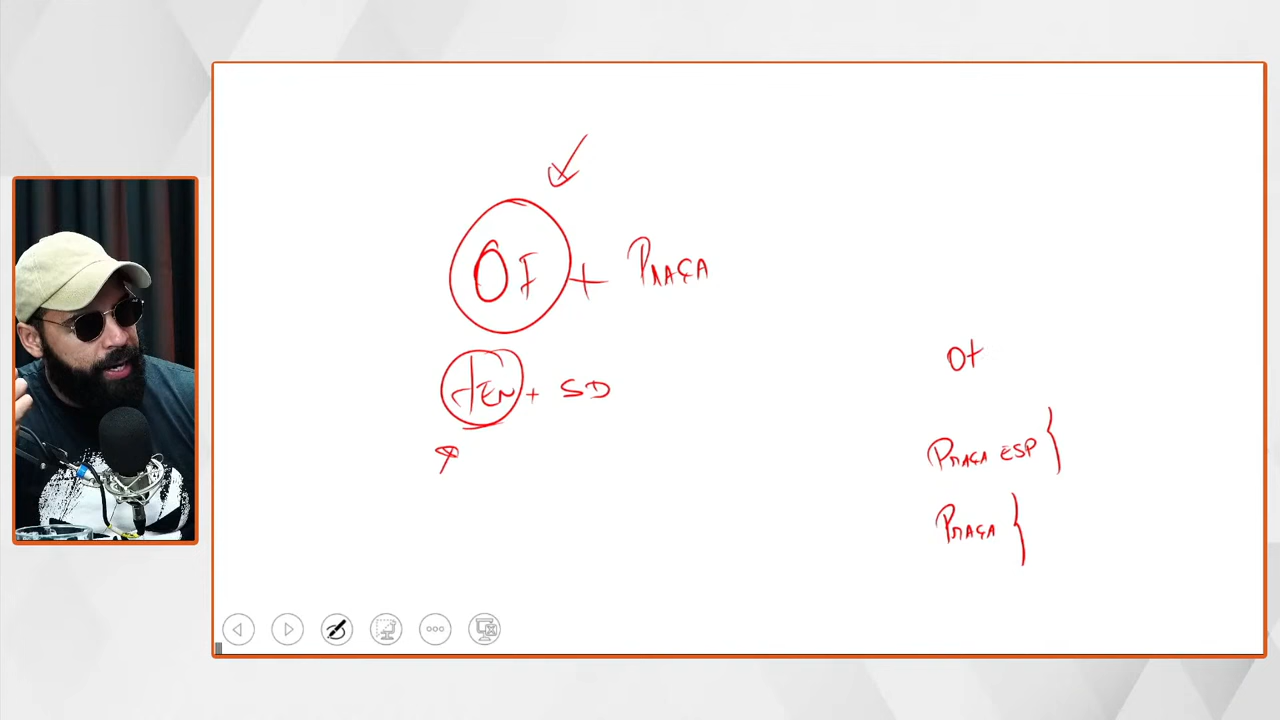 OF + PRAÇA
TEN + SD
Of
PRAÇA ESP }
PRAÇA }